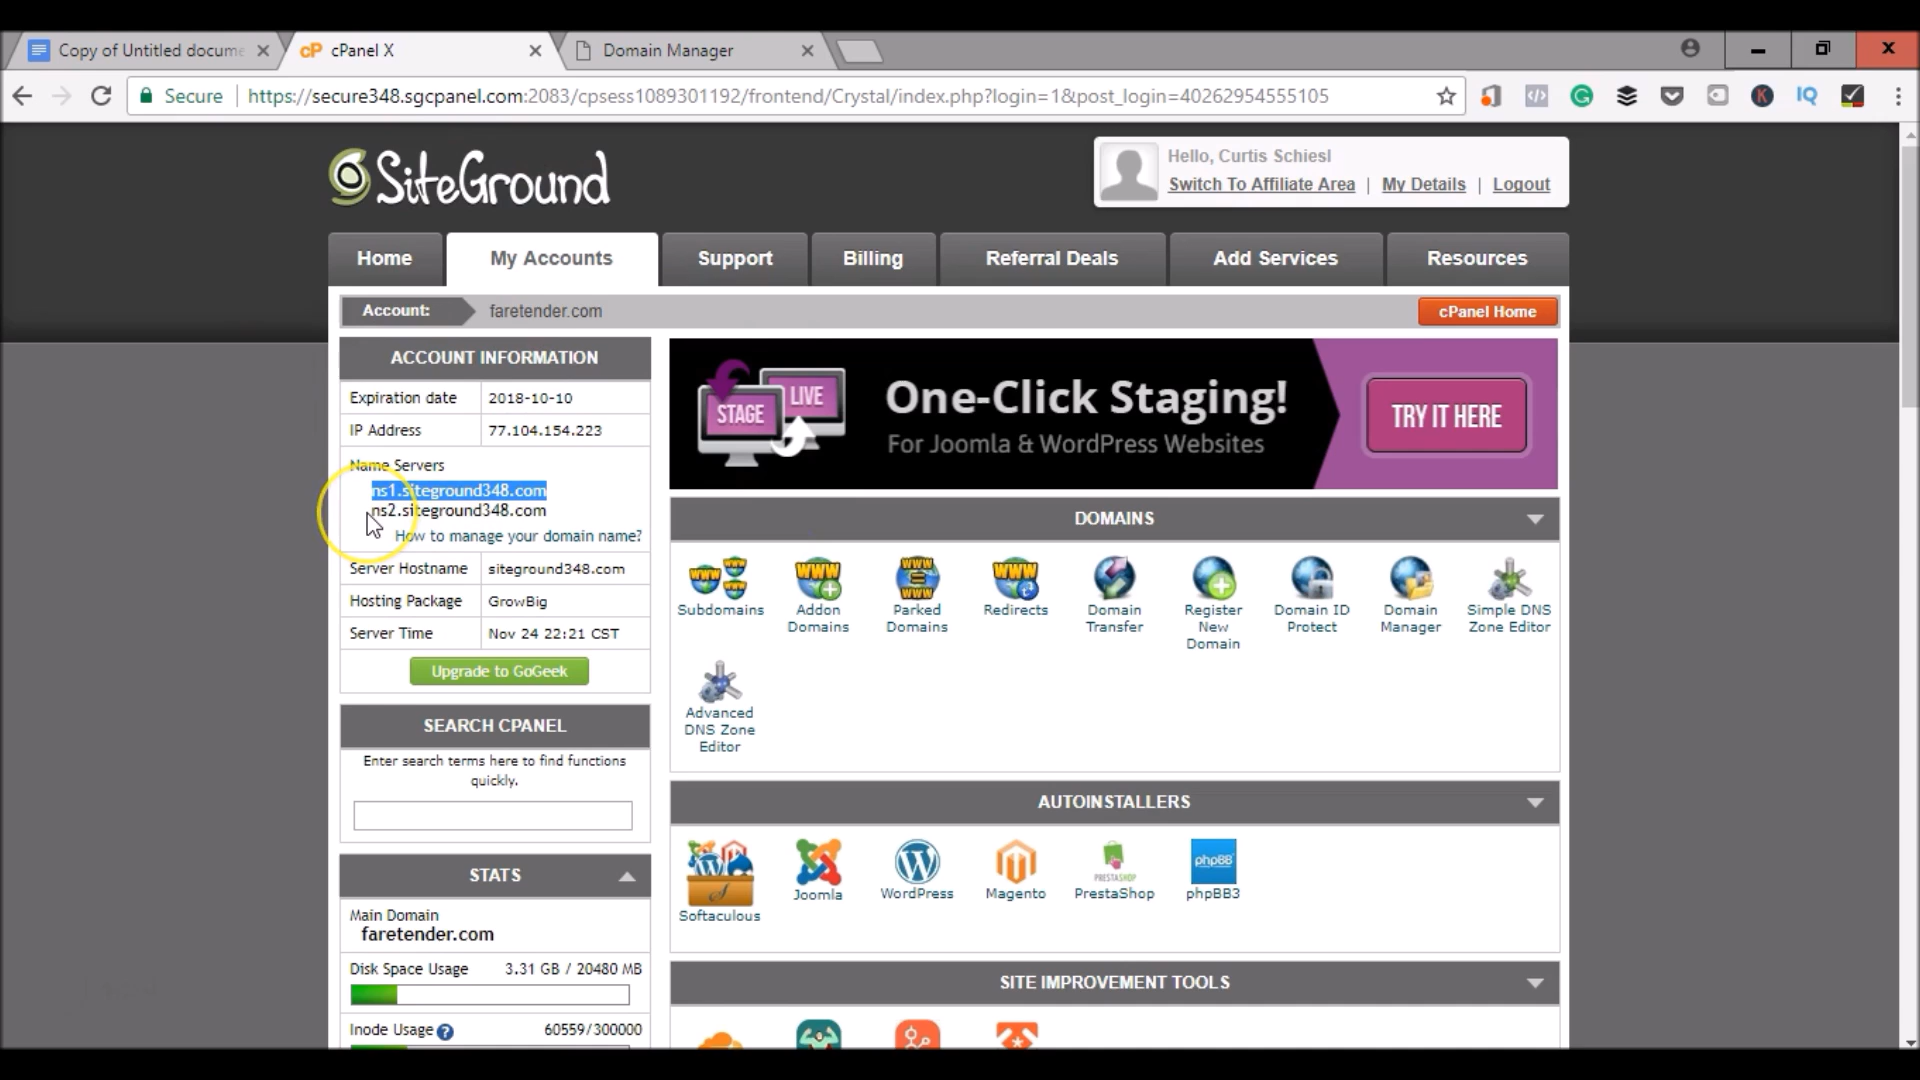 Copy of Untitled docume
cPanel X
Domain Manager
Secure
https://secure348.sgcpanel.com:2083/cpsess1089301192/frontend/Crystal/index.php?login=1&post_login=40262954555105
SiteGround
Hello, Curtis Schiesl
Switch To Affiliate Area | My Details | Logout
Home
My Accounts
Support
Billing
Referral Deals
Add Services
Resources
Account:
faretender.com
cPanel Home
ACCOUNT INFORMATION
Expiration date
2018-10-10
IP Address
77.104.154.223
Name Servers
ns1.siteground348.com
ns2.siteground348.com
How to manage your domain name?
Server Hostname
siteground348.com
Hosting Package
GrowBig
Server Time
Nov 24 22:21 CST
Upgrade to GoGeek
SEARCH CPANEL
Enter search terms here to find functions
quickly.
STATS
Main Domain
faretender.com
Disk Space Usage
3.31 GB / 20480 MB
Inode Usage
60559/300000
STAGE
LIVE
One-Click Staging!
For Joomla & WordPress Websites
TRY IT HERE
DOMAINS
Subdomains
Addon
Domains
Parked
Domains
Redirects
Domain
Transfer
Register
New
Domain
Domain ID
Protect
Domain
Manager
Simple DNS
Zone Editor
Advanced
DNS Zone
Editor
AUTOINSTALLERS
Softaculous
Joomla
WordPress
Magento
PRESTASHOP
PrestaShop
phpBB
phpBB3
SITE IMPROVEMENT TOOLS